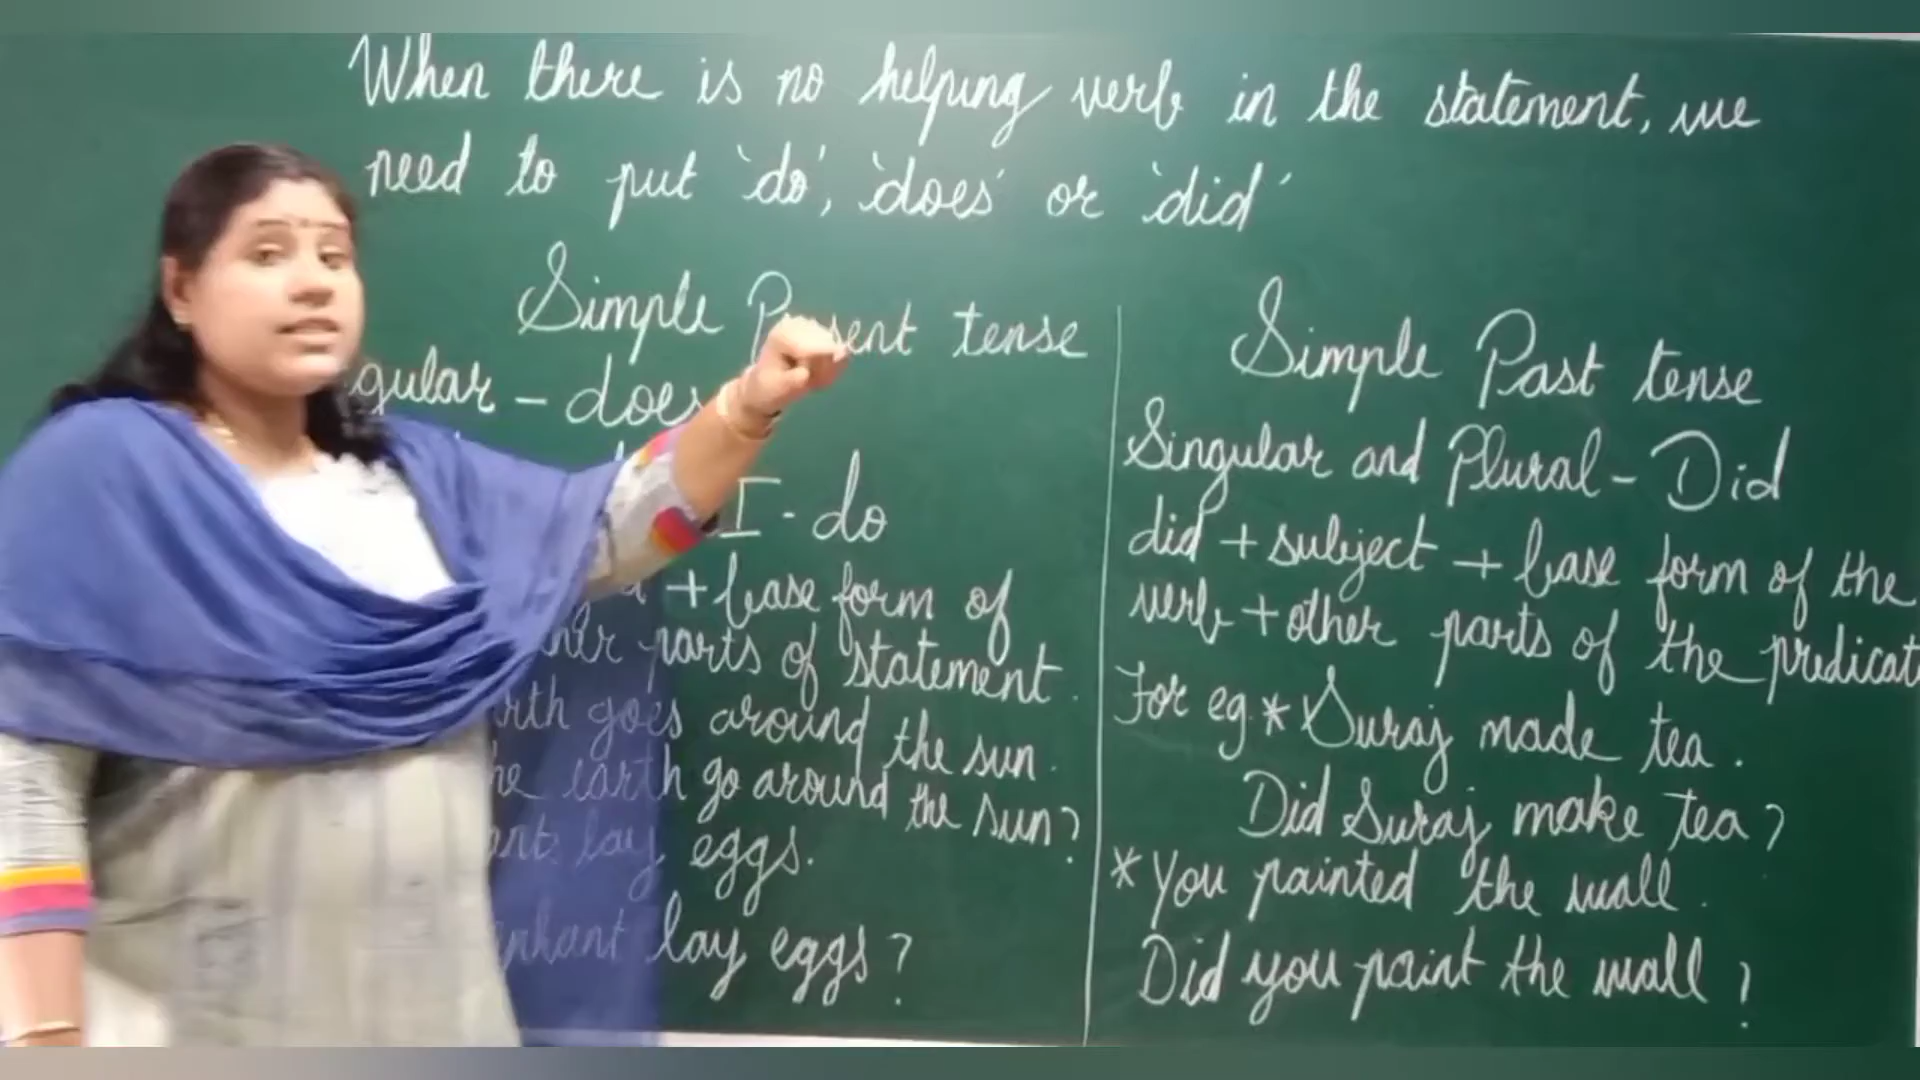 When there is no helping verb in the statement, we
need to put 'do', 'does' or 'did'
Simple Present tense
gular - does
I - do
+ base form of
parts of statement.
goes around the sun.
earth go around the sun?
lay eggs.
lay eggs?
Simple Past tense
Singular and Plural - Did
did + subject + base form of the
verb + other parts of the predicat
For eg * Suraj made tea.
Did Suraj make tea?
* You painted the wall.
Did you paint the wall?